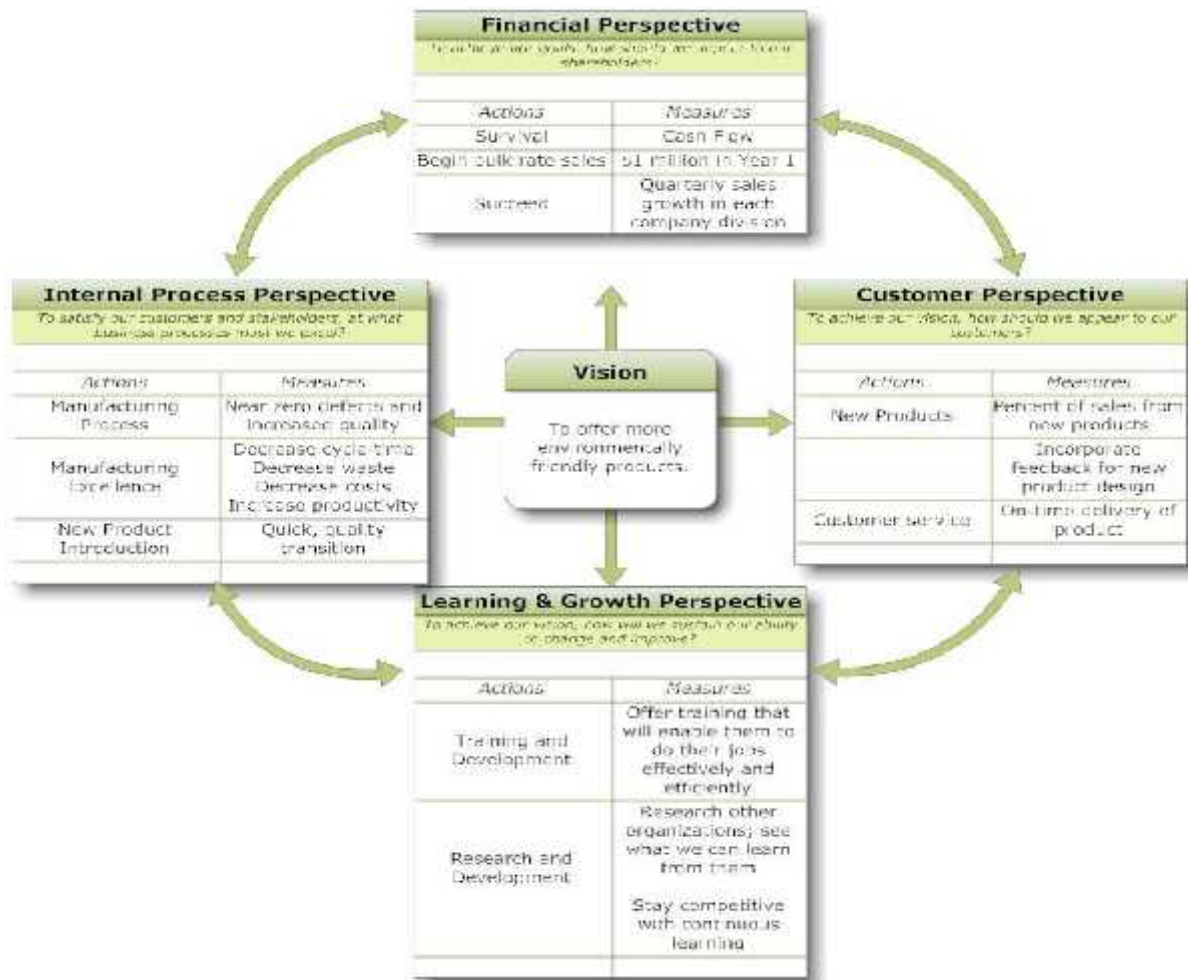 Financial Perspective
shareholders?
Actions Measures
Survival Cash Flow
Begin bulk rate sales $1 million in Year 1
Succeed Quarterly sales
growth in each
company division
Internal Process Perspective
To satisfy our customers and stakeholders, at what
business processes must we excel?
Actions Measures
Manufacturing
Process
Near zero defects and
Increased quality
Manufacturing
Excellence
Decrease cycle time
Decrease waste
Decrease costs
Increase productivity
New Product
Introduction
Quick, quality
transition
Vision
To offer more
environmentally
friendly products.
Customer Perspective
To achieve our vision, how should we appear to our
customers?
Actions Measures
New Products
Percent of sales from
new products
Incorporate
feedback for new
product design
Customer service
On-time delivery of
product
Learning & Growth Perspective
To achieve our vision, how will we sustain our ability
to change and improve?
Actions Measures
Training and
Development
Offer training that
will enable them to
do their jobs
effectively and
efficiently
Research and
Development
Research other
organizations; see
what we can learn
from them
Stay competitive
with continuous
learning